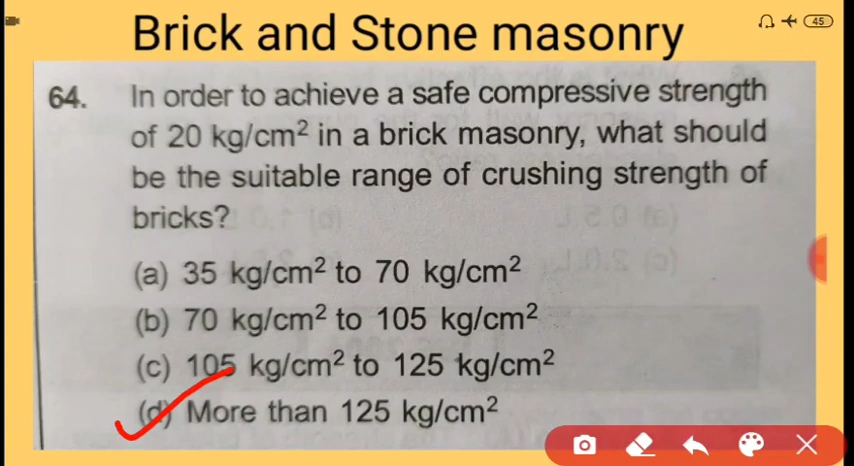 Brick and Stone masonry
45
64. In order to achieve a safe compressive strength
of 20 kg/cm² in a brick masonry, what should
be the suitable range of crushing strength of
bricks?
(a) 35 kg/cm² to 70 kg/cm²
(b) 70 kg/cm² to 105 kg/cm²
(c) 105 kg/cm² to 125 kg/cm²
(d) More than 125 kg/cm²